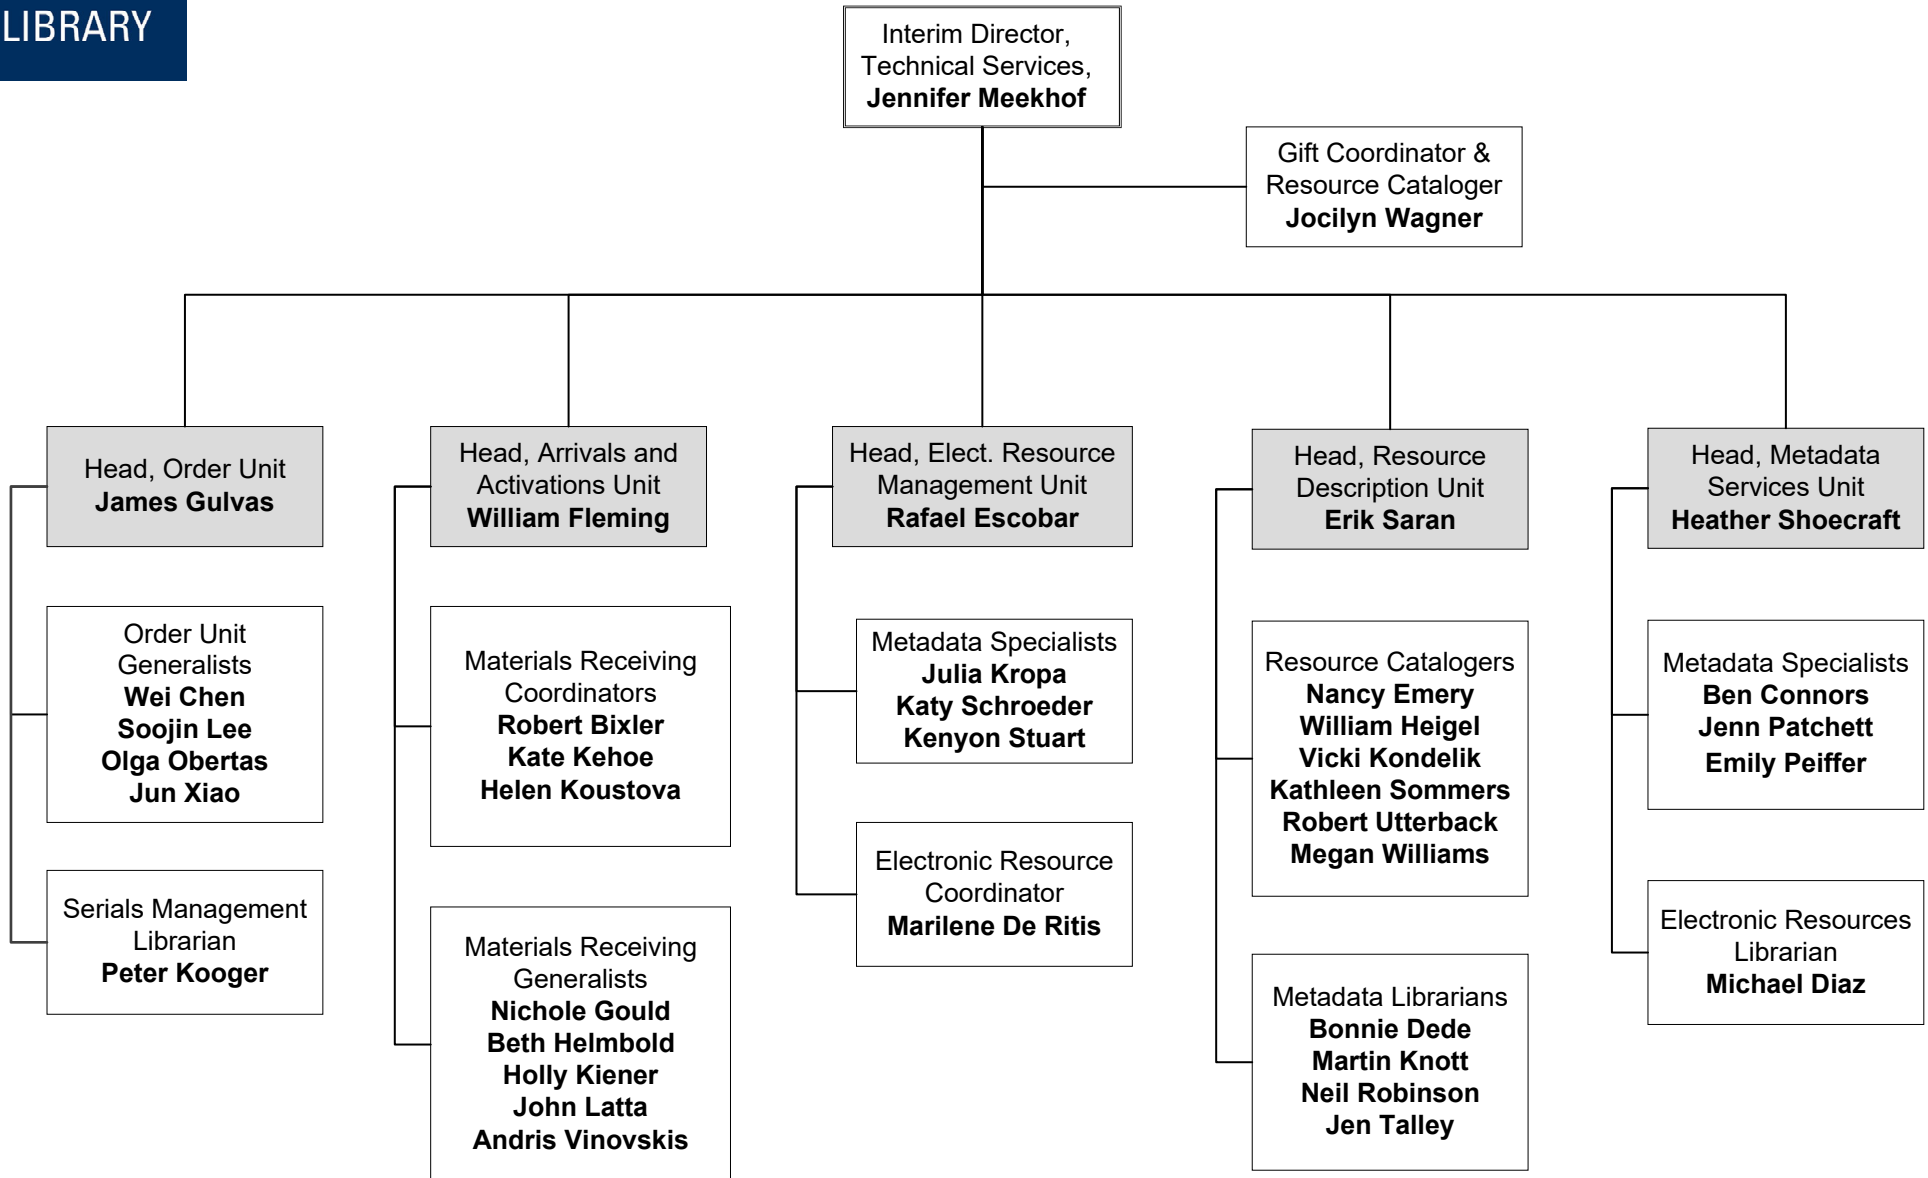 LIBRARY
Interim Director,
Technical Services,
Jennifer Meekhof
Gift Coordinator &
Resource Cataloger
Jocilyn Wagner
Head, Order Unit
James Gulvas
Order Unit
Generalists
Wei Chen
Soojin Lee
Olga Obertas
Jun Xiao
Serials Management
Librarian
Peter Kooger
Head, Arrivals and
Activations Unit
William Fleming
Materials Receiving
Coordinators
Robert Bixler
Kate Kehoe
Helen Koustova
Materials Receiving
Generalists
Nichole Gould
Beth Helmbold
Holly Kiener
John Latta
Andris Vinovskis
Head, Elect. Resource
Management Unit
Rafael Escobar
Metadata Specialists
Julia Kropa
Katy Schroeder
Kenyon Stuart
Electronic Resource
Coordinator
Marilene De Ritis
Head, Resource
Description Unit
Erik Saran
Resource Catalogers
Nancy Emery
William Heigel
Vicki Kondelik
Kathleen Sommers
Robert Utterback
Megan Williams
Metadata Librarians
Bonnie Dede
Martin Knott
Neil Robinson
Jen Talley
Head, Metadata
Services Unit
Heather Shoecraft
Metadata Specialists
Ben Connors
Jenn Patchett
Emily Peiffer
Electronic Resources
Librarian
Michael Diaz